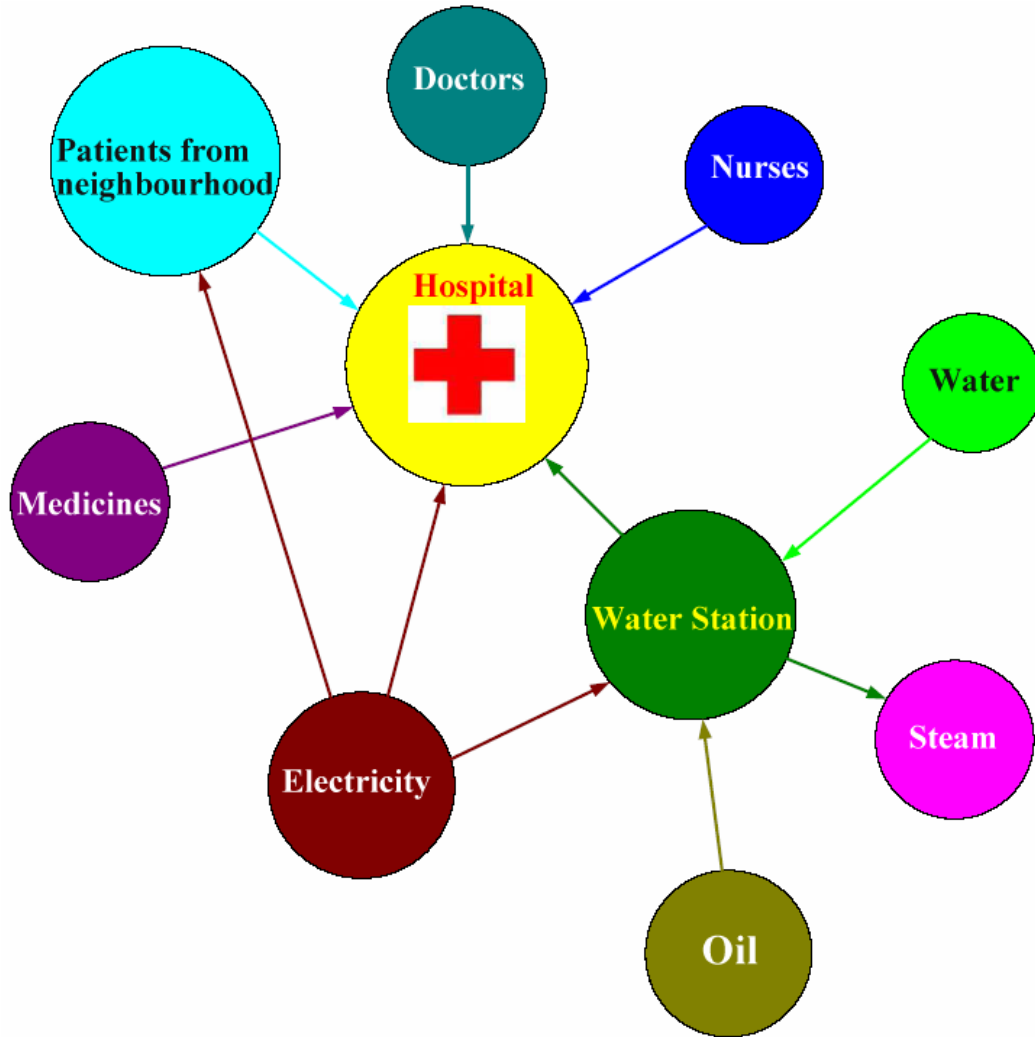 Doctors
Patients from
neighbourhood
Nurses
Hospital
Water
Medicines
Water Station
Steam
Electricity
Oil